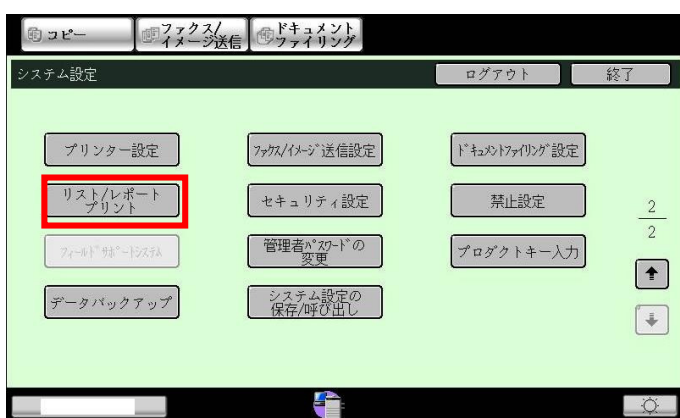 コピー
ファクス/
イメージ送信
ドキュメント
ファイリング
システム設定
ログアウト
終了
プリンター設定
ファクス/イメージ送信設定
ドキュメントファイリング設定
リスト/レポート
プリント
セキュリティ設定
禁止設定
フィールドサポートシステム
管理者パスワードの
変更
プロダクトキー入力
データバックアップ
システム設定の
保存/呼び出し
2
2